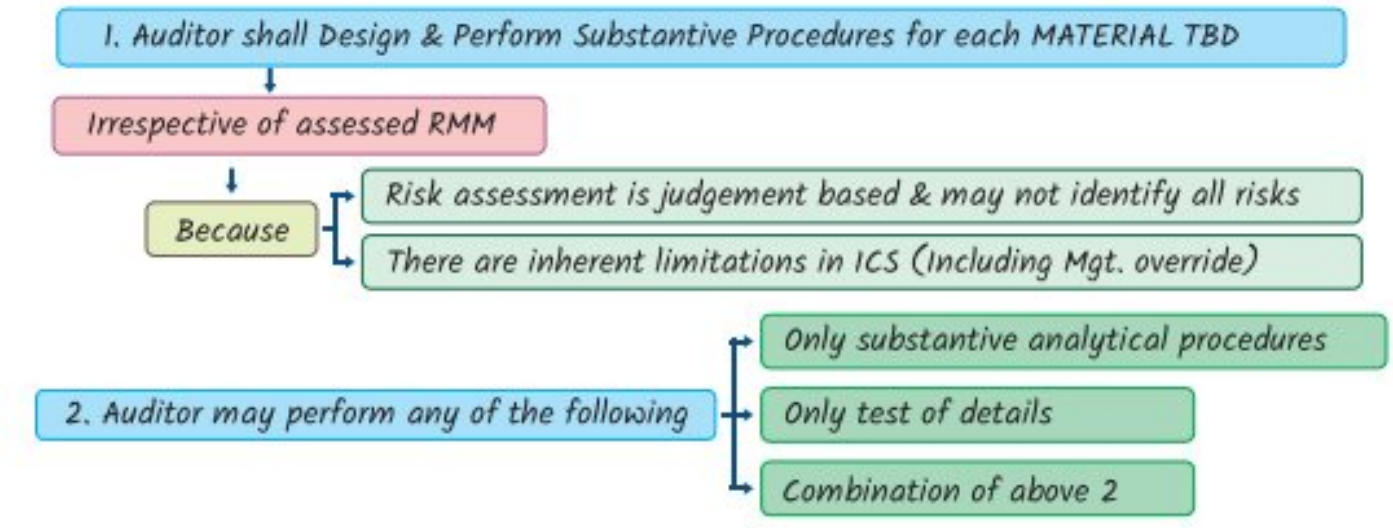 1. Auditor shall Design & Perform Substantive Procedures for each MATERIAL TBD
Irrespective of assessed RMM
Because
Risk assessment is judgement based & may not identify all risks
There are inherent limitations in ICS (Including Mgt. override)
2. Auditor may perform any of the following
Only substantive analytical procedures
Only test of details
Combination of above 2